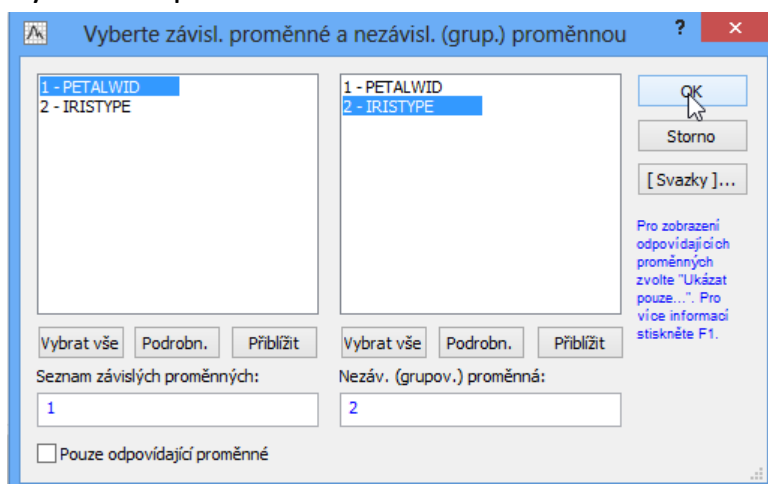 Vyberte závisl. proměnné a nezávisl. (grup.) proměnnou ? ×
1 - PETALWID
2 - IRISTYPE
1 - PETALWID
2 - IRISTYPE
OK
Storno
[ Svazky ]...
Pro zobrazení
odpovídajících
proměnných
zvolte "Ukázat
pouze...". Pro
více informací
stiskněte F1.
Vybrat vše Podrobn. Přiblížit
Vybrat vše Podrobn. Přiblížit
Seznam závislých proměnných:
Nezáv. (grupov.) proměnná:
1
2
Pouze odpovídající proměnné